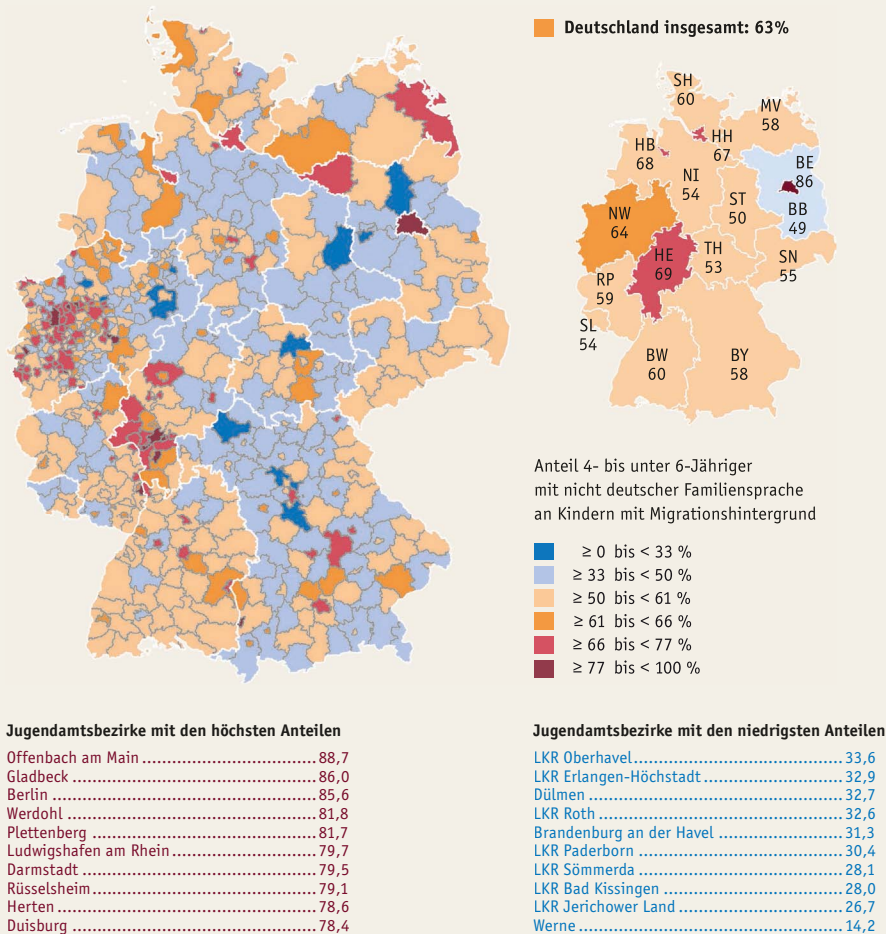 Deutschland insgesamt: 63%
SH
60
MV
58
HB
68
HH
67
NI
54
BE
86
ST
50
BB
49
NW
64
HE
69
TH
53
SN
55
RP
59
SL
54
BW
60
BY
58
Anteil 4- bis unter 6-Jähriger
mit nicht deutscher Familiensprache
an Kindern mit Migrationshintergrund
≥ 0 bis < 33 %
≥ 33 bis < 50 %
≥ 50 bis < 61 %
≥ 61 bis < 66 %
≥ 66 bis < 77 %
≥ 77 bis < 100 %
Jugendamtsbezirke mit den höchsten Anteilen
Offenbach am Main 88,7
Gladbeck 86,0
Berlin 85,6
Werdohl 81,8
Plettenberg 81,7
Ludwigshafen am Rhein 79,7
Darmstadt 79,5
Rüsselsheim 79,1
Herten 78,6
Duisburg 78,4
Jugendamtsbezirke mit den niedrigsten Anteilen
LKR Oberhavel 33,6
LKR Erlangen-Höchstadt 32,9
Dülmen 32,7
LKR Roth 32,6
Brandenburg an der Havel 31,3
LKR Paderborn 30,4
LKR Sömmerda 28,1
LKR Bad Kissingen 28,0
LKR Jerichower Land 26,7
Werne 14,2